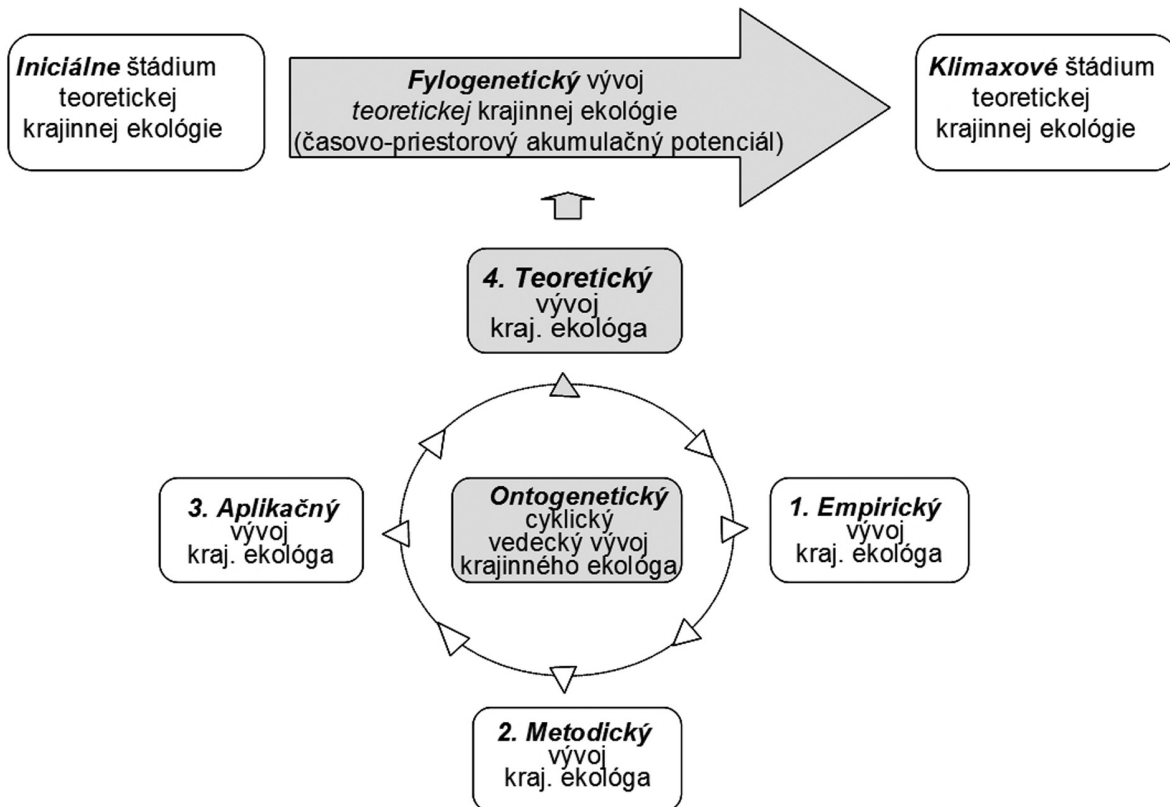 Iniciálne štádium
teoretickej
krajinnej ekológie
Fylogenetický vývoj
teoretickej krajinnej ekológie
(časovo-priestorový akumulačný potenciál)
Klimaxové štádium
teoretickej
krajinnej ekológie
4. Teoretický
vývoj
kraj. ekológa
3. Aplikačný
vývoj
kraj. ekológa
Ontogenetický
cyklický
vedecký vývoj
krajinného ekológa
1. Empirický
vývoj
kraj. ekológa
2. Metodický
vývoj
kraj. ekológa